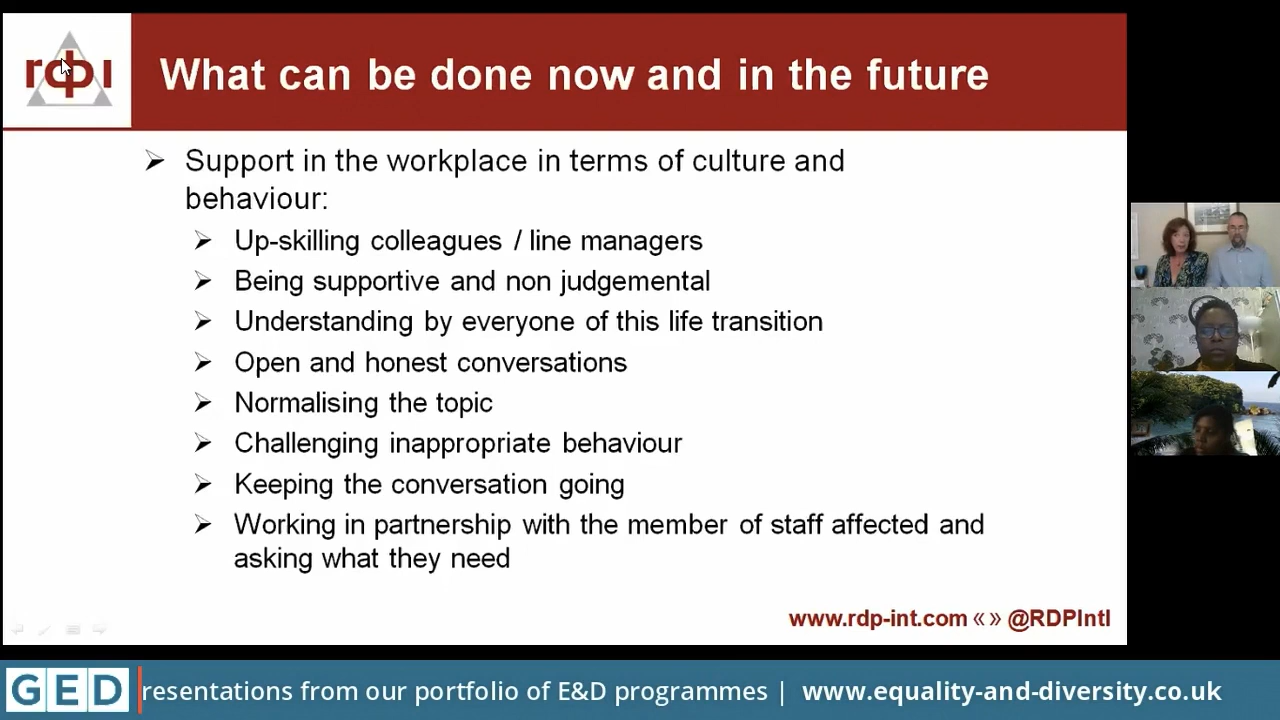 rdpI
What can be done now and in the future
Support in the workplace in terms of culture and
behaviour:
Up-skilling colleagues / line managers
Being supportive and non judgemental
Understanding by everyone of this life transition
Open and honest conversations
Normalising the topic
Challenging inappropriate behaviour
Keeping the conversation going
Working in partnership with the member of staff affected and
asking what they need
www.rdp-int.com «» @RDPIntl
GED resentations from our portfolio of E&D programmes | www.equality-and-diversity.co.uk